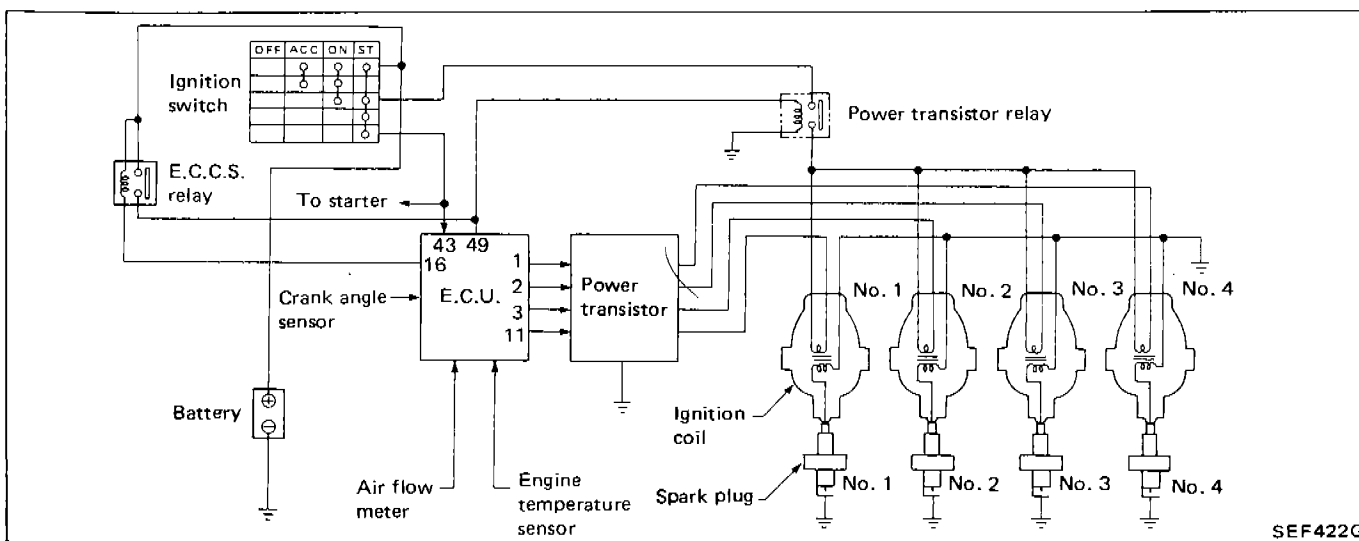 OFF ACC ON ST
Ignition
switch
Power transistor relay
E.C.C.S.
relay
To starter
43 49
16
E.C.U.
1
2
3
11
Power
transistor
Crank angle
sensor
No. 1
No. 2
No. 3
No. 4
Battery
⊕
⊖
Ignition
coil
Air flow
meter
Engine
temperature
sensor
Spark plug
No. 1
No. 2
No. 3
No. 4
SEF422G